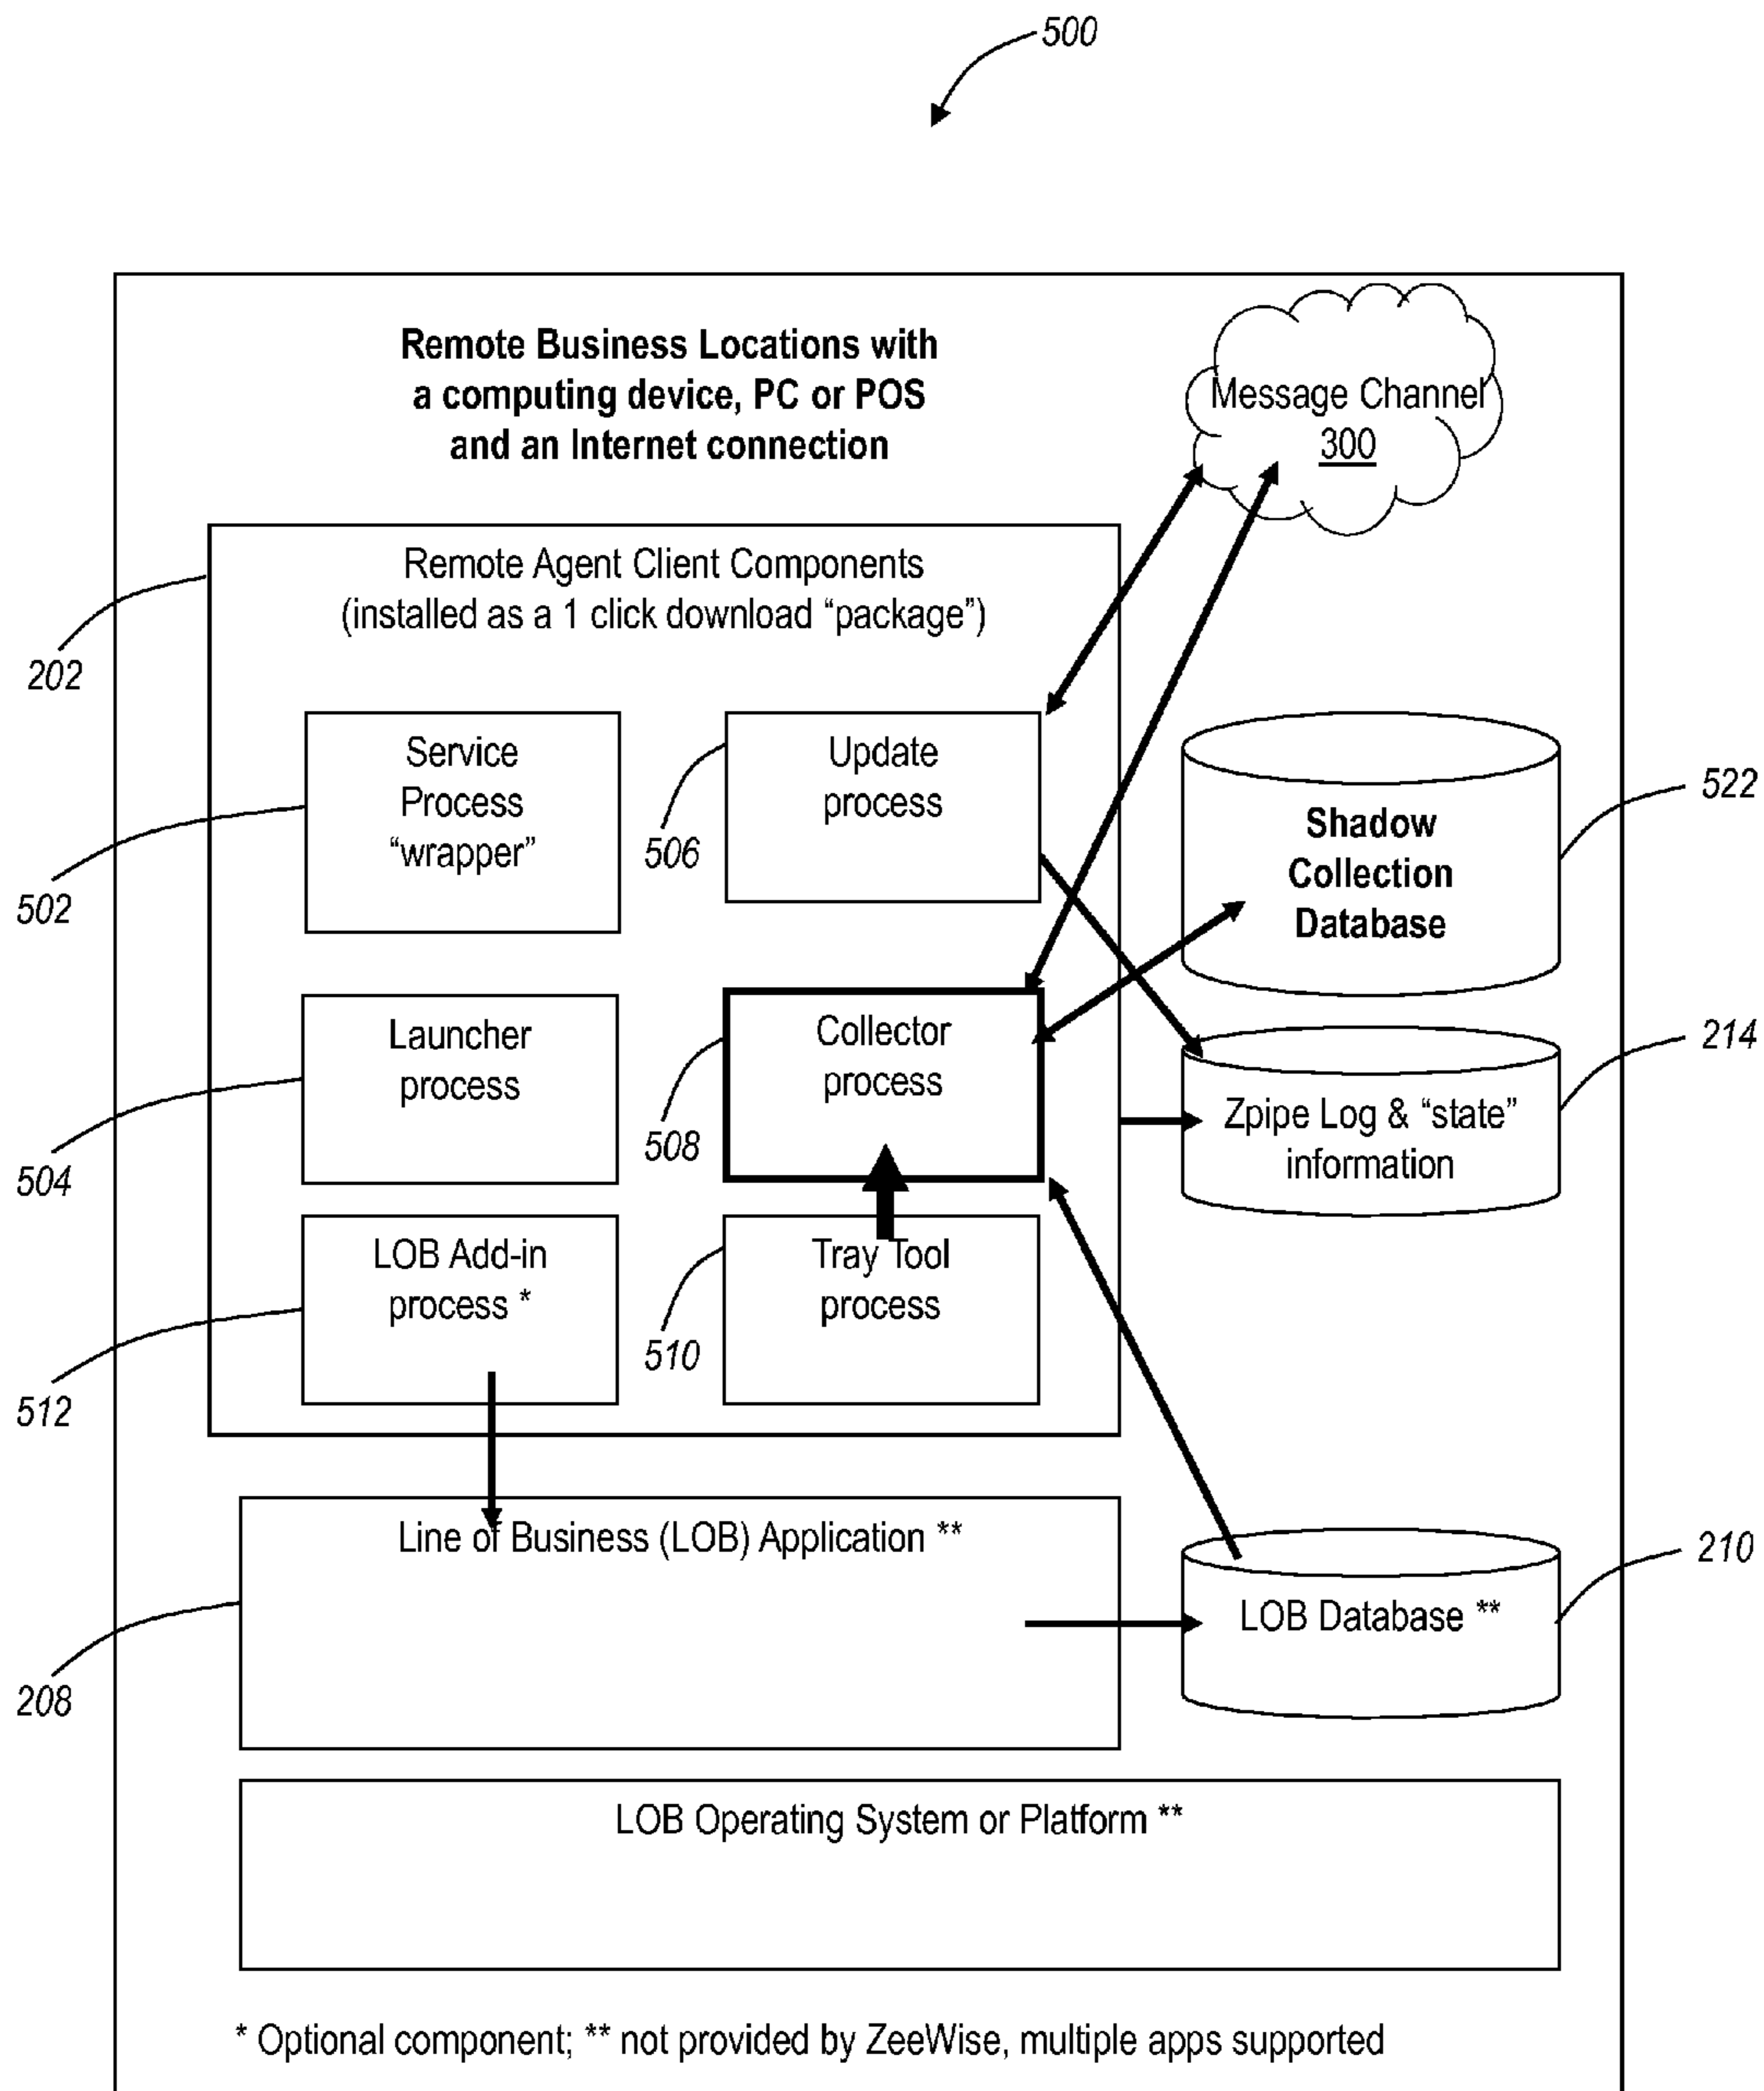 500
Remote Business Locations with
a computing device, PC or POS
and an Internet connection
Message Channel
300
Remote Agent Client Components
(installed as a 1 click download “package”)
202
Service
Process
“wrapper”
502
Update
process
506
Shadow
Collection
Database
522
Launcher
process
504
Collector
process
508
Zpipe Log & “state”
information
214
LOB Add-in
process *
512
Tray Tool
process
510
Line of Business (LOB) Application **
208
LOB Database **
210
LOB Operating System or Platform **
* Optional component; ** not provided by ZeeWise, multiple apps supported